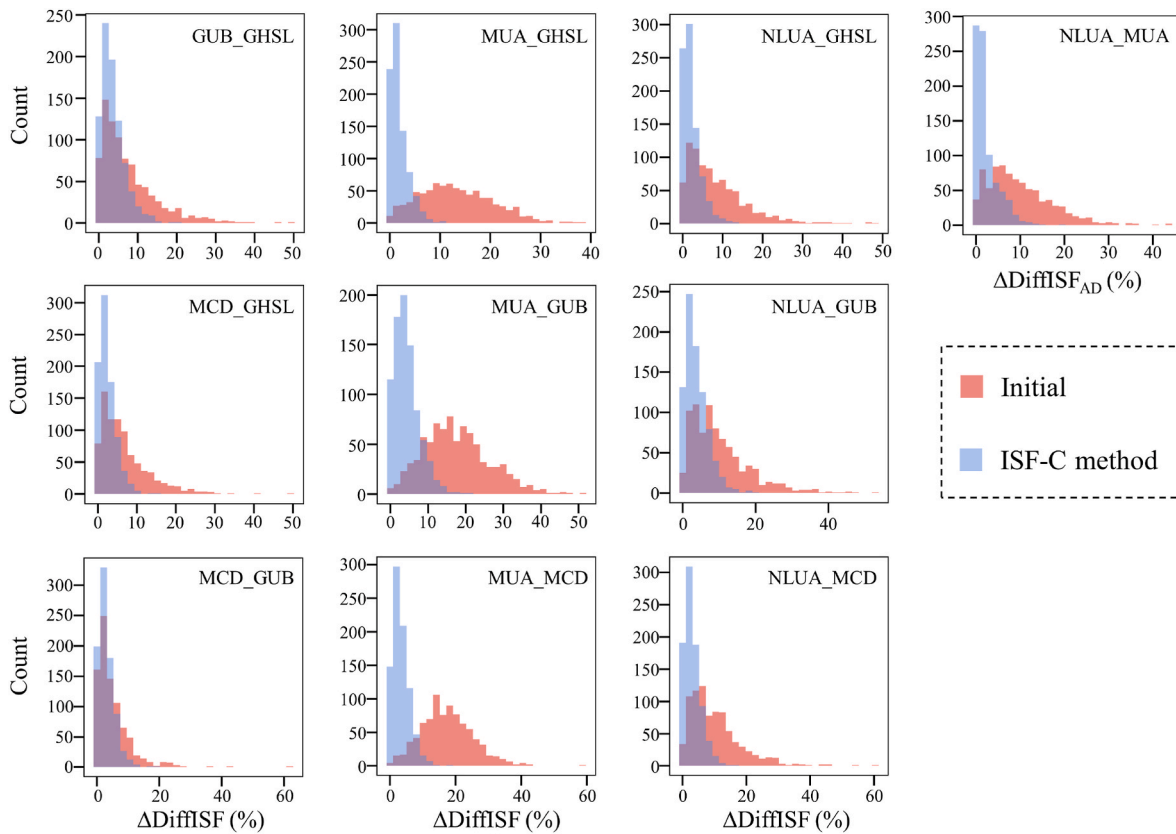 GUB_GHSL
250
200
150
100
50
0
0 10 20 30 40 50
Count
MUA_GHSL
300
250
200
150
100
50
0
0 10 20 30 40
NLUA_GHSL
300
250
200
150
100
50
0
0 10 20 30 40 50
NLUA_MUA
300
250
200
150
100
50
0
0 10 20 30 40
ΔDiffISF_AD (%)
MCD_GHSL
300
250
200
150
100
50
0
0 10 20 30 40 50
Count
MUA_GUB
200
150
100
50
0
0 10 20 30 40 50
NLUA_GUB
250
200
150
100
50
0
0 20 40
Initial
ISF-C method
MCD_GUB
300
250
200
150
100
50
0
0 20 40 60
Count
ΔDiffISF (%)
MUA_MCD
300
250
200
150
100
50
0
0 20 40 60
ΔDiffISF (%)
NLUA_MCD
300
250
200
150
100
50
0
0 20 40 60
ΔDiffISF (%)